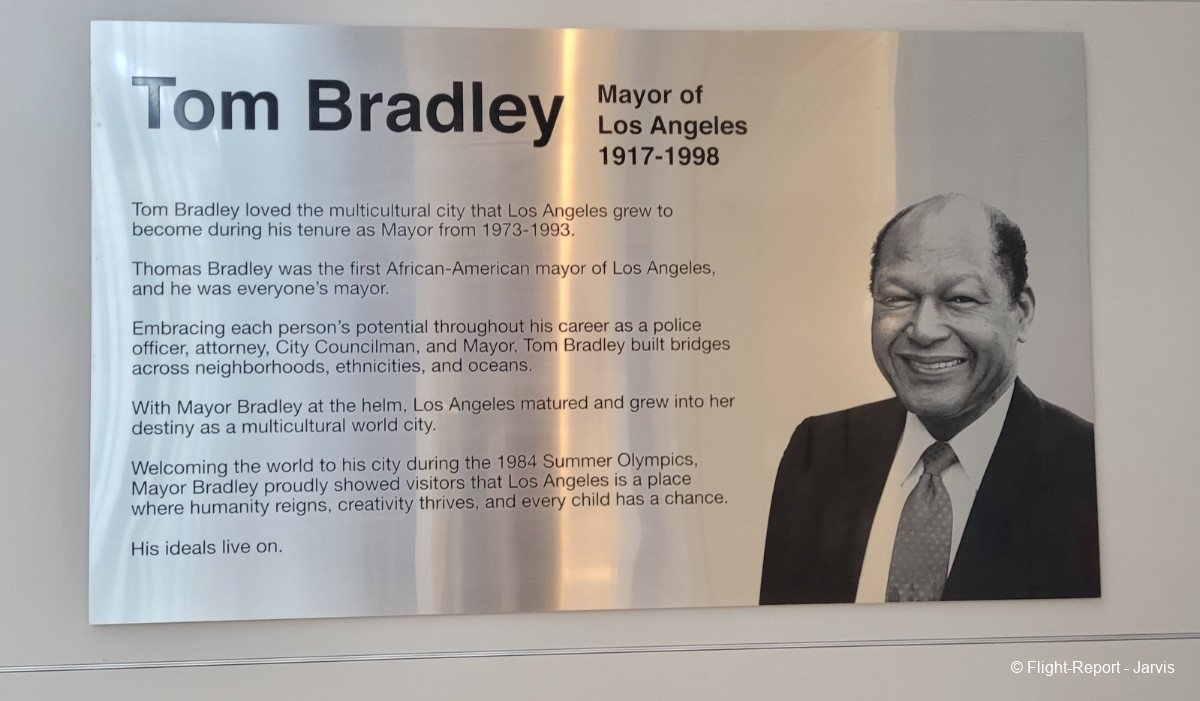 Tom Bradley
Mayor of
Los Angeles
1917-1998
Tom Bradley loved the multicultural city that Los Angeles grew to
become during his tenure as Mayor from 1973-1993.
Thomas Bradley was the first African-American mayor of Los Angeles,
and he was everyone's mayor.
Embracing each person's potential throughout his career as a police
officer, attorney, City Councilman, and Mayor, Tom Bradley built bridges
across neighborhoods, ethnicities, and oceans.
With Mayor Bradley at the helm, Los Angeles matured and grew into her
destiny as a multicultural world city.
Welcoming the world to his city during the 1984 Summer Olympics,
Mayor Bradley proudly showed visitors that Los Angeles is a place
where humanity reigns, creativity thrives, and every child has a chance.
His ideals live on.
© Flight-Report - Jarvis